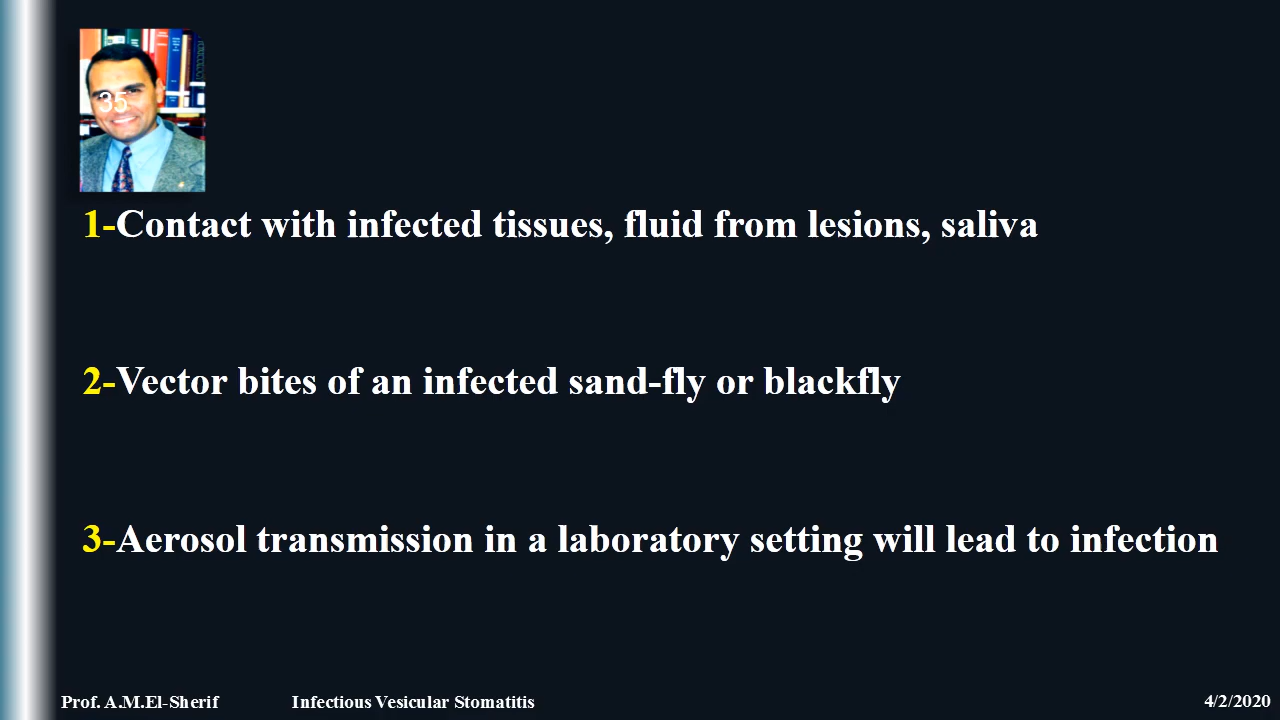 35
1-Contact with infected tissues, fluid from lesions, saliva
2-Vector bites of an infected sand-fly or blackfly
3-Aerosol transmission in a laboratory setting will lead to infection
Prof. A.M.El-Sherif Infectious Vesicular Stomatitis 4/2/2020